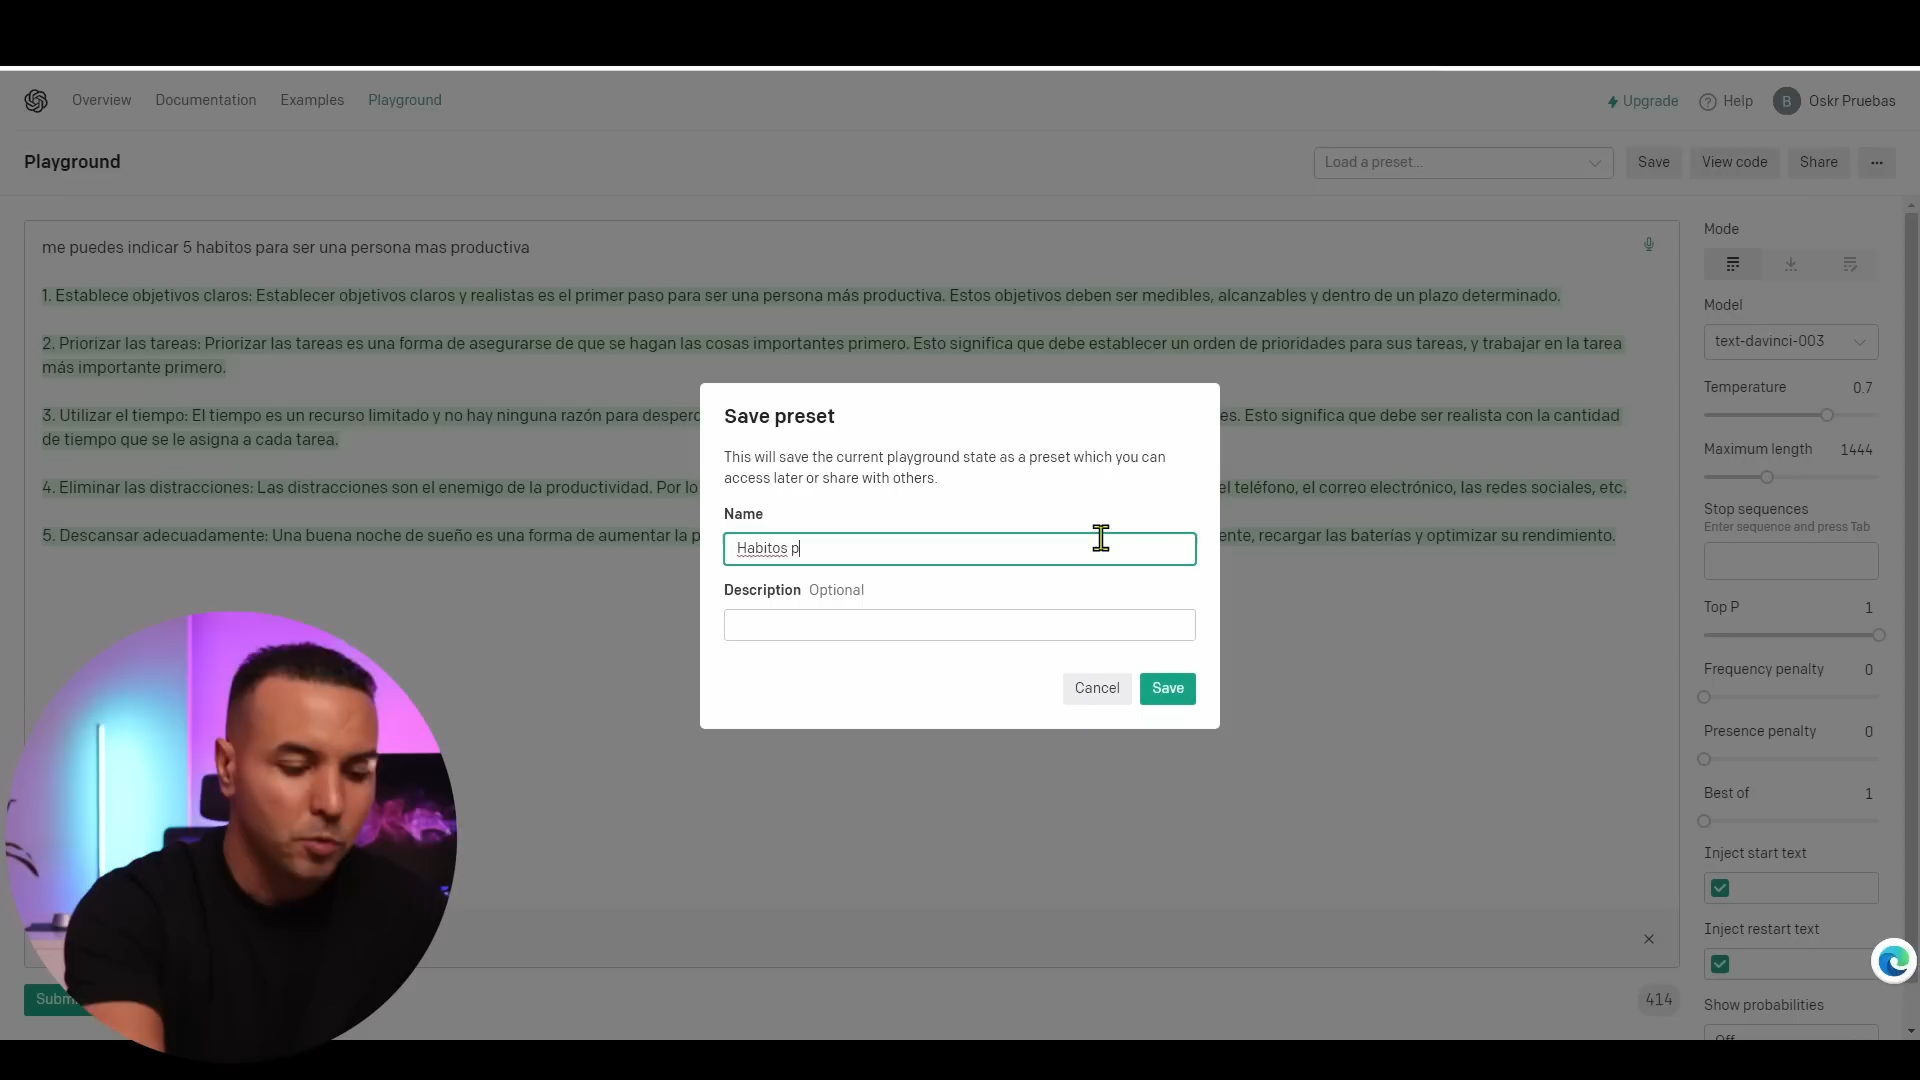 Overview Documentation Examples Playground Upgrade Help B Oskr Pruebas
Playground Load a preset... Save View code Share ...
me puedes indicar 5 habitos para ser una persona mas productiva
1. Establece objetivos claros: Establecer objetivos claros y realistas es el primer paso para ser una persona más productiva. Estos objetivos deben ser medibles, alcanzables y dentro de un plazo determinado.
2. Priorizar las tareas: Priorizar las tareas es una forma de asegurarse de que se hagan las cosas importantes primero. Esto significa que debe establecer un orden de prioridades para sus tareas, y trabajar en la tarea
más importante primero.
3. Utilizar el tiempo: El tiempo es un recurso limitado y no hay ninguna razón para desperd
es. Esto significa que debe ser realista con la cantidad
de tiempo que se le asigna a cada tarea.
4. Eliminar las distracciones: Las distracciones son el enemigo de la productividad. Por lo
el teléfono, el correo electrónico, las redes sociales, etc.
5. Descansar adecuadamente: Una buena noche de sueño es una forma de aumentar la p
ente, recargar las baterías y optimizar su rendimiento.
Save preset
This will save the current playground state as a preset which you can
access later or share with others.
Name
Habitos p
Description Optional
Cancel Save
Mode
Model
text-davinci-003
Temperature 0.7
Maximum length 1444
Stop sequences
Enter sequence and press Tab
Top P 1
Frequency penalty 0
Presence penalty 0
Best of 1
Inject start text
Inject restart text
Show probabilities
Off
Subm
414